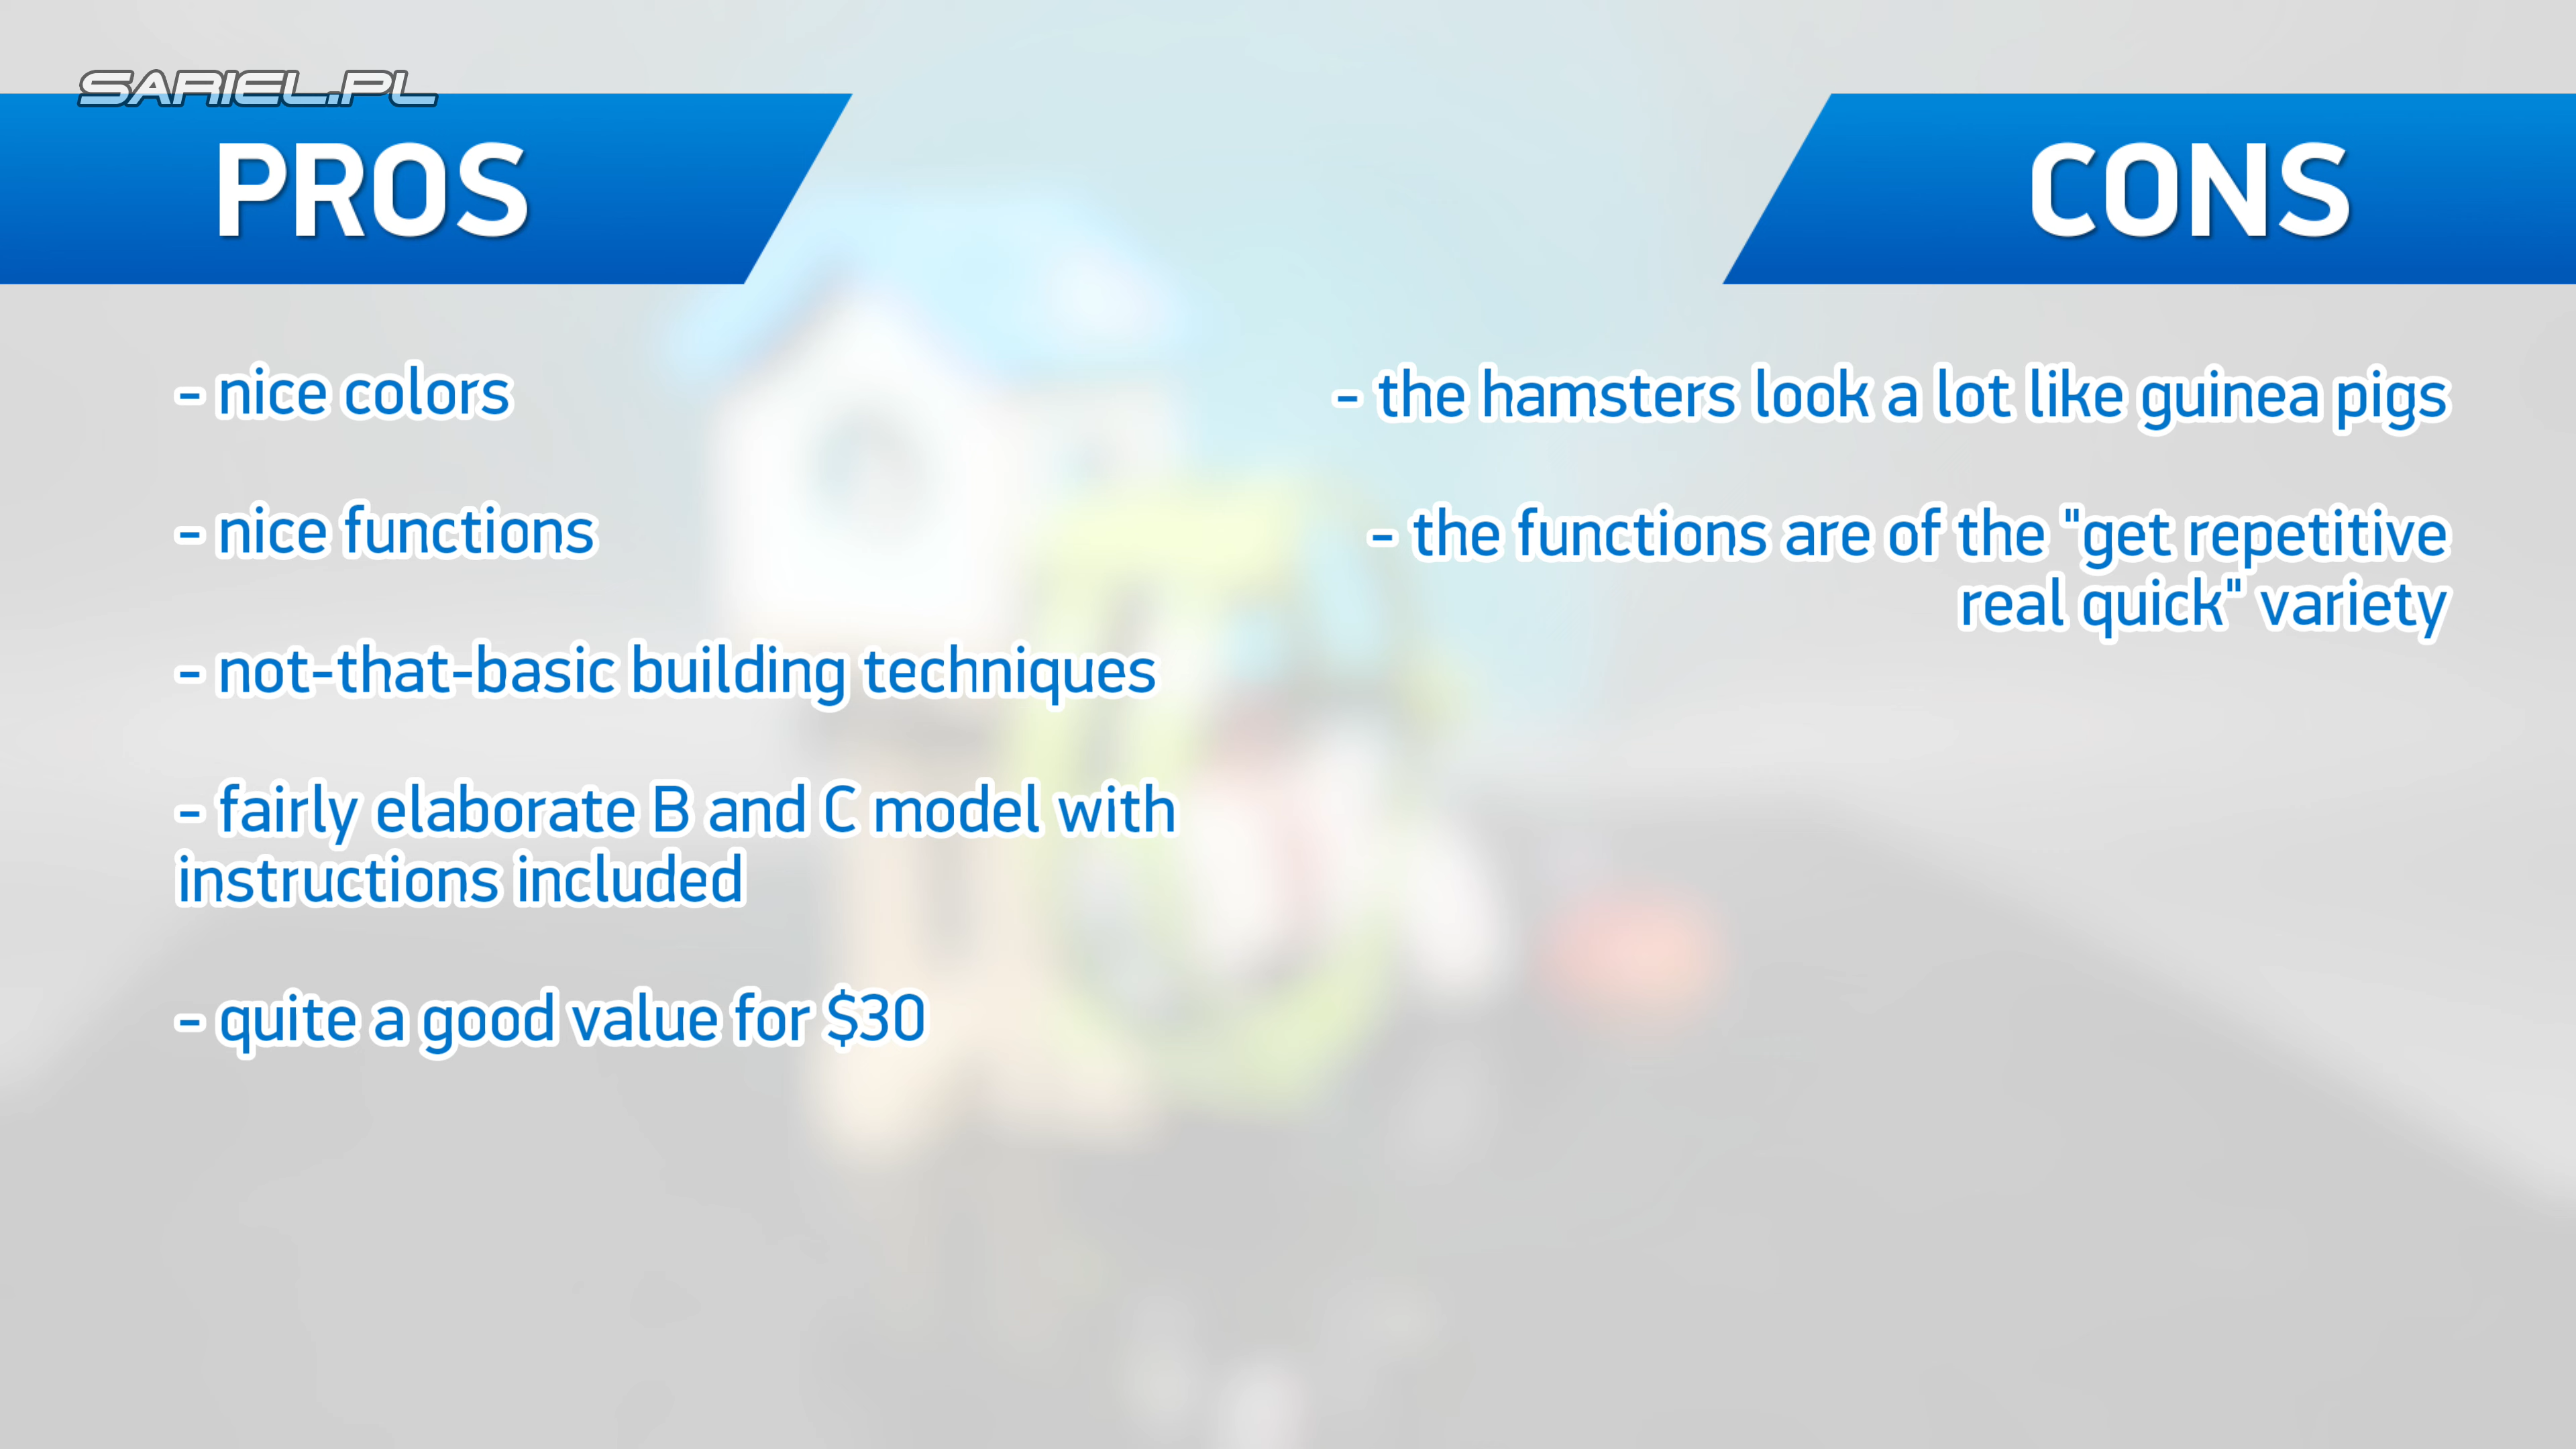 SARIEL.PL
PROS
- nice colors
- nice functions
- not-that-basic building techniques
- fairly elaborate B and C model with
instructions included
- quite a good value for $30
CONS
- the hamsters look a lot like guinea pigs
- the functions are of the "get repetitive
real quick" variety